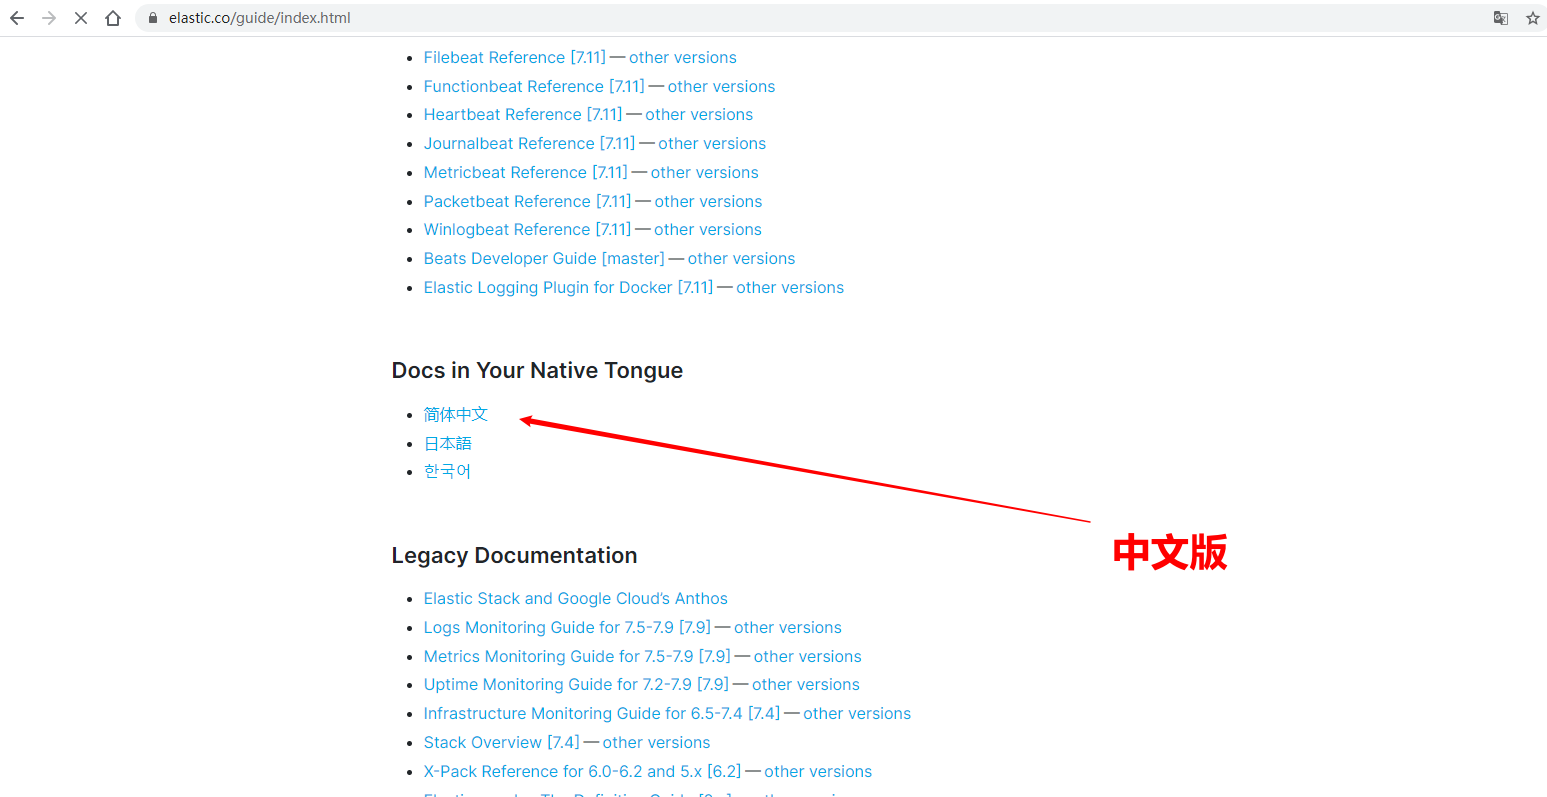 elastic.co/guide/index.html
Filebeat Reference [7.11] — other versions
Functionbeat Reference [7.11] — other versions
Heartbeat Reference [7.11] — other versions
Journalbeat Reference [7.11] — other versions
Metricbeat Reference [7.11] — other versions
Packetbeat Reference [7.11] — other versions
Winlogbeat Reference [7.11] — other versions
Beats Developer Guide [master] — other versions
Elastic Logging Plugin for Docker [7.11] — other versions
Docs in Your Native Tongue
简体中文
日本語
한국어
中文版
Legacy Documentation
Elastic Stack and Google Cloud’s Anthos
Logs Monitoring Guide for 7.5-7.9 [7.9] — other versions
Metrics Monitoring Guide for 7.5-7.9 [7.9] — other versions
Uptime Monitoring Guide for 7.2-7.9 [7.9] — other versions
Infrastructure Monitoring Guide for 6.5-7.4 [7.4] — other versions
Stack Overview [7.4] — other versions
X-Pack Reference for 6.0-6.2 and 5.x [6.2] — other versions